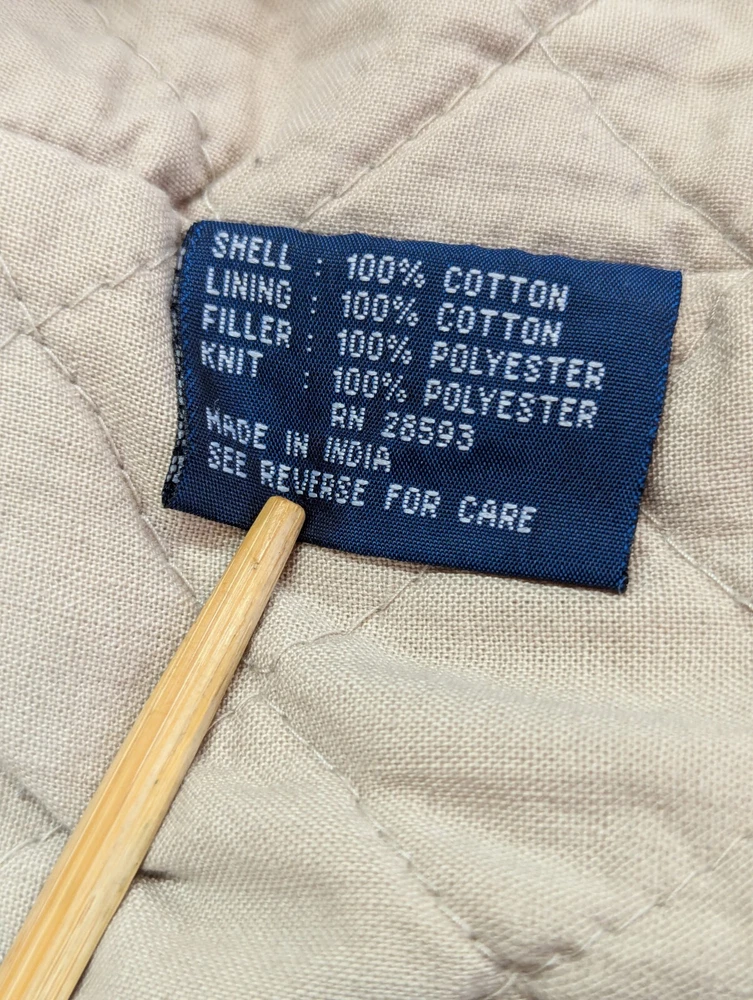 SHELL : 100% COTTON
LINING : 100% COTTON
FILLER : 100% POLYESTER
KNIT : 100% POLYESTER
RN 28593
MADE IN INDIA
SEE REVERSE FOR CARE